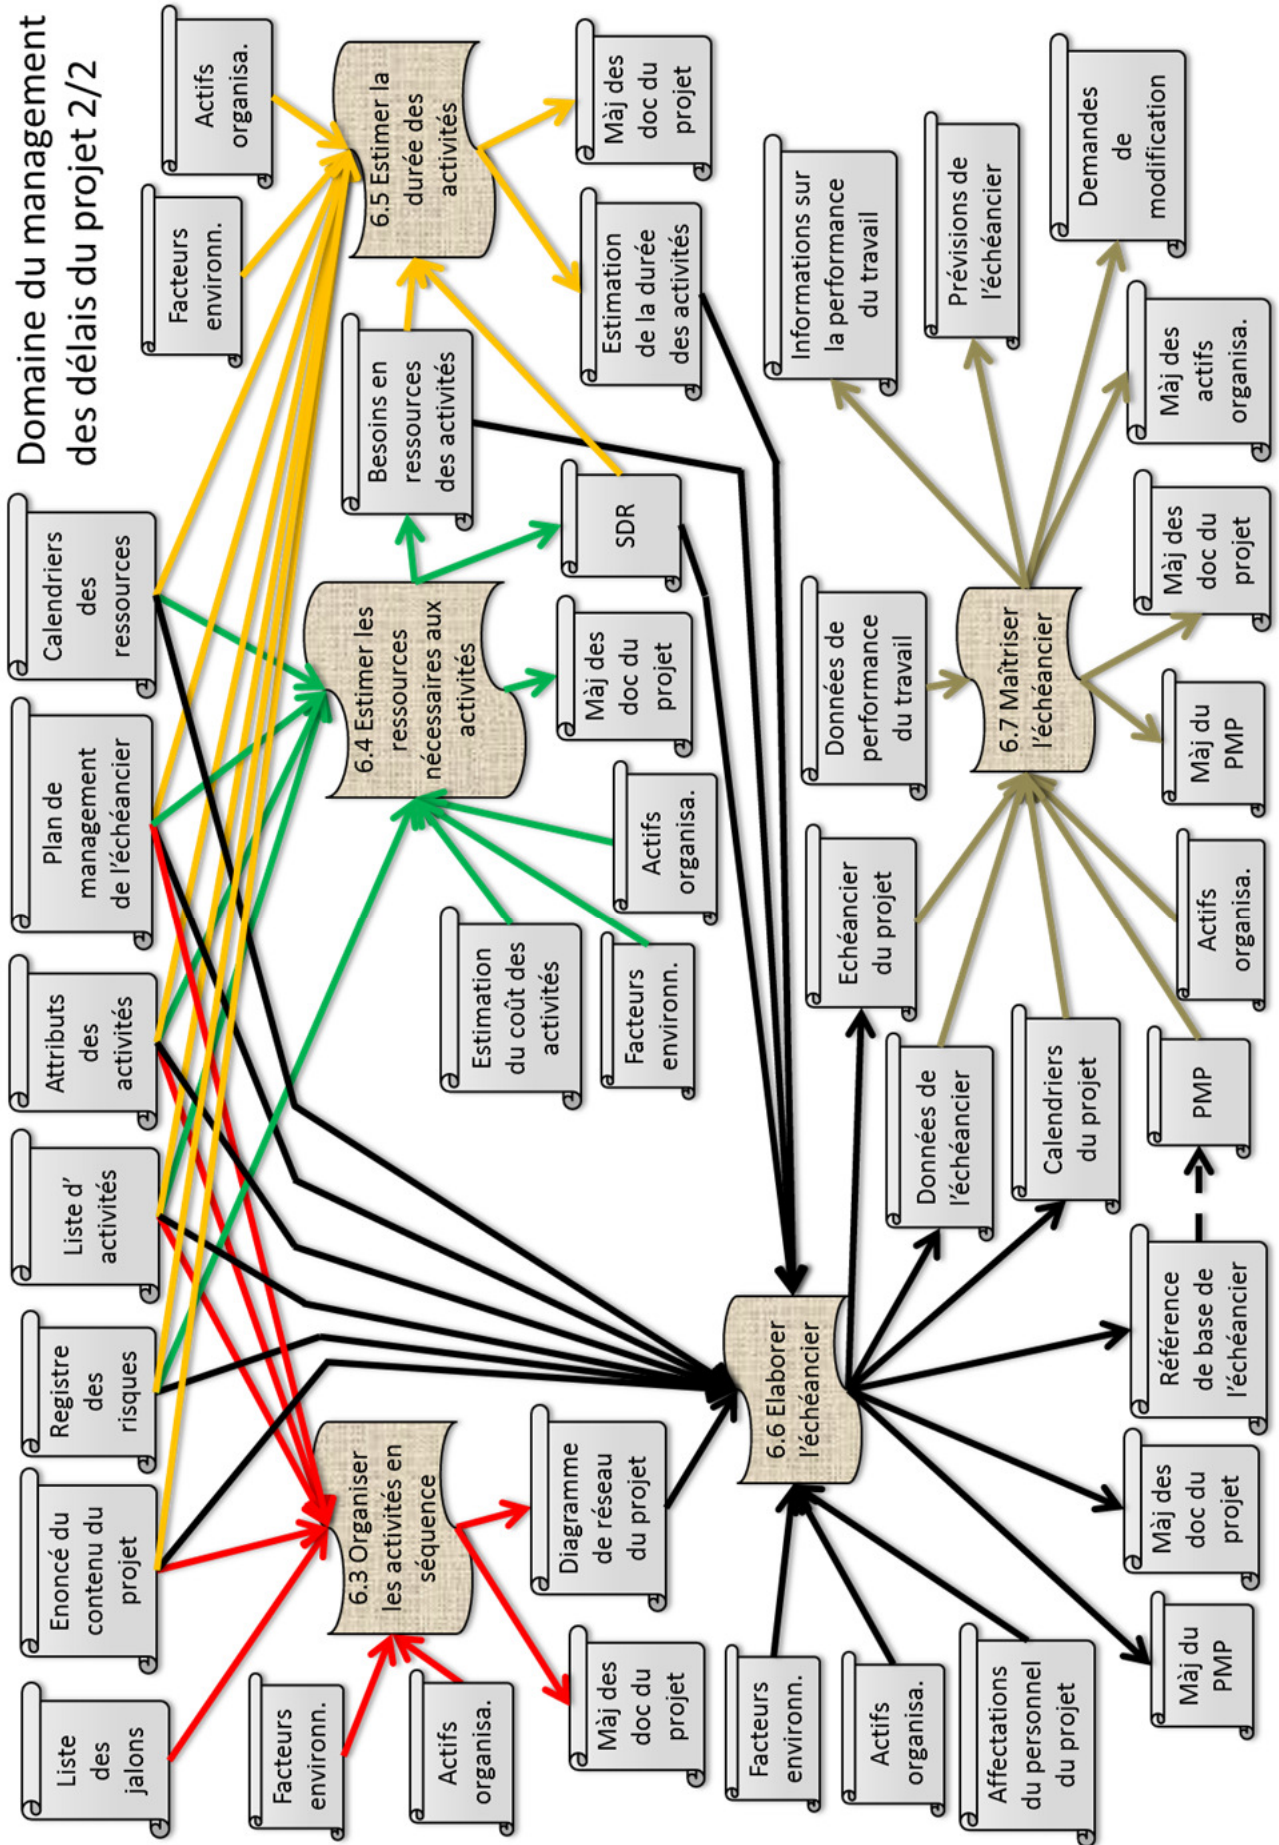 Domaine du management
des délais du projet 2/2
Liste
des
jalons
Enoncé du
contenu du
projet
Registre
des
risques
Liste d'
activités
Attributs
des
activités
Plan de
management
de l'échéancier
Calendriers
des
ressources
Facteurs
environn.
Actifs
organisa.
Facteurs
environn.
Actifs
organisa.
6.3 Organiser
les activités en
séquence
6.4 Estimer les
ressources
nécessaires aux
activités
6.5 Estimer la
durée des
activités
Besoins en
ressources
des activités
Estimation
du coût des
activités
Facteurs
environn.
Actifs
organisa.
Màj des
doc du
projet
Diagramme
de réseau
du projet
Màj des
doc du
projet
SDR
Estimation
de la durée
des activités
Màj des
doc du
projet
Facteurs
environn.
Actifs
organisa.
Affectations
du personnel
du projet
6.6 Elaborer
l'échéancier
Echéancier
du projet
Données de
l'échéancier
Calendriers
du projet
Màj du
PMP
Màj des
doc du
projet
Référence
de base de
l'échéancier
PMP
Actifs
organisa.
Données de
performance
du travail
6.7 Maîtriser
l'échéancier
Màj du
PMP
Màj des
doc du
projet
Màj des
actifs
organisa.
Informations sur
la performance
du travail
Prévisions de
l'échéancier
Demandes
de
modification